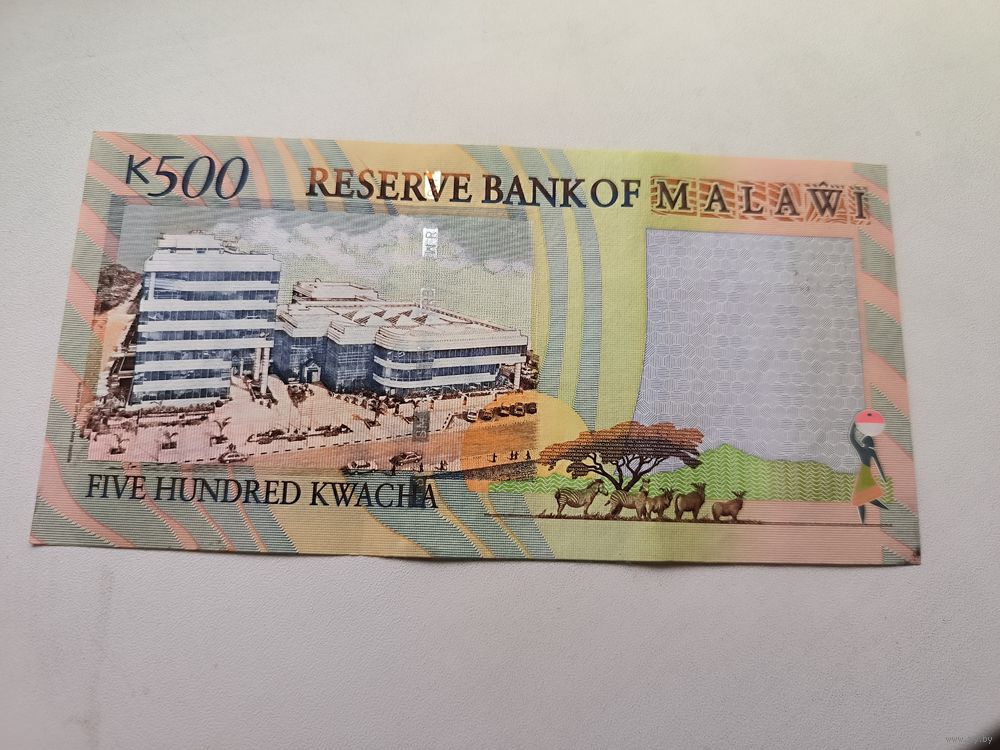 K500
RESERVE BANK OF MALAWI
FIVE HUNDRED KWACHA